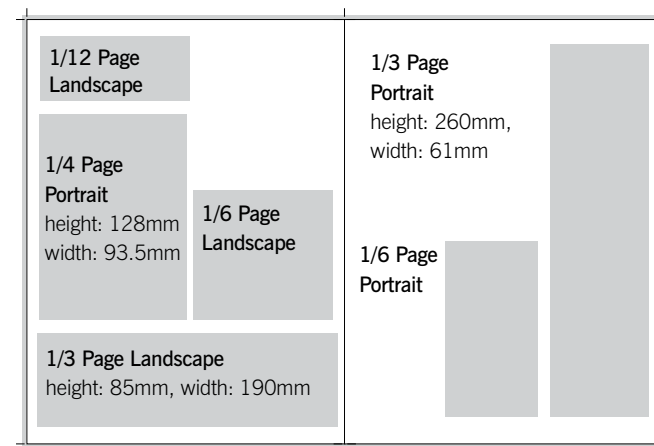 1/12 Page
Landscape
1/4 Page
Portrait
height: 128mm
width: 93.5mm
1/6 Page
Landscape
1/3 Page Landscape
height: 85mm, width: 190mm
1/3 Page
Portrait
height: 260mm,
width: 61mm
1/6 Page
Portrait